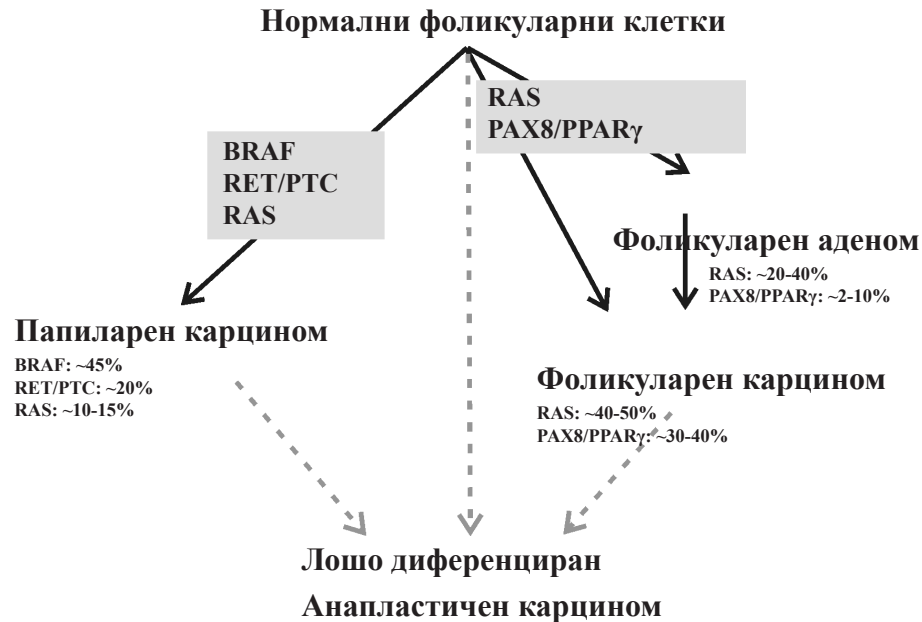 Нормални фоликуларни клетки
RAS
PAX8/PPARγ
BRAF
RET/PTC
RAS
Фоликуларен аденом
RAS: ~20-40%
PAX8/PPARγ: ~2-10%
Папиларен карцином
BRAF: ~45%
RET/PTC: ~20%
RAS: ~10-15%
Фоликуларен карцином
RAS: ~40-50%
PAX8/PPARγ: ~30-40%
Лошо диференциран
Анапластичен карцином